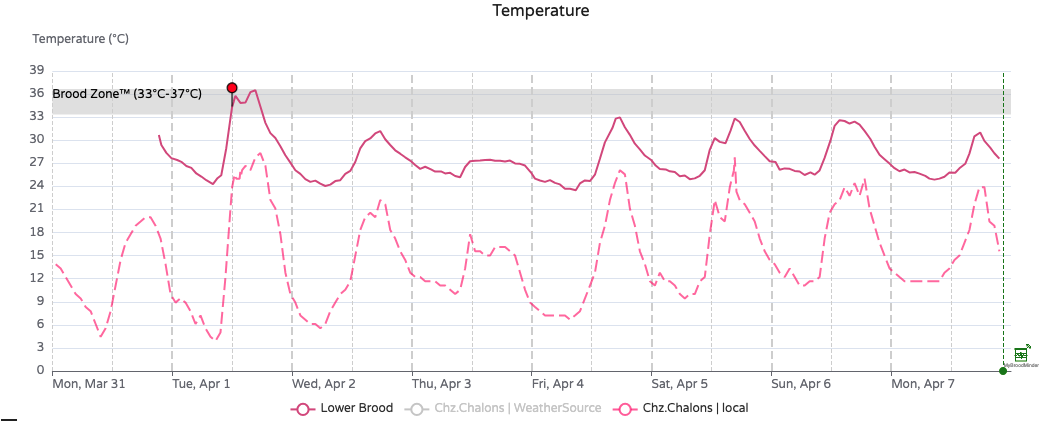 Temperature
Temperature (°C)
39
36
33
30
27
24
21
18
15
12
9
6
3
0
Brood Zone™ (33°C-37°C)
Mon, Mar 31 Tue, Apr 1 Wed, Apr 2 Thu, Apr 3 Fri, Apr 4 Sat, Apr 5 Sun, Apr 6 Mon, Apr 7
MyBroodMinder
Lower Brood Chz.Chalons | WeatherSource Chz.Chalons | local